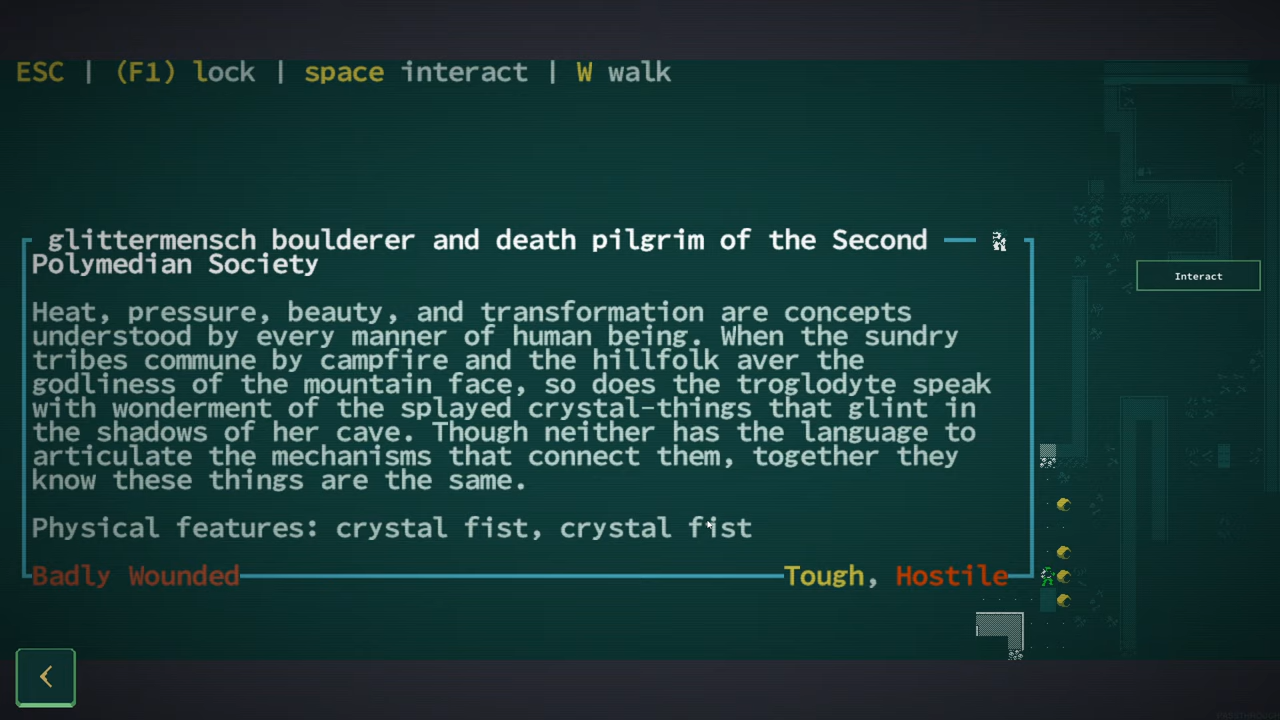 ESC | (F1) lock | space interact | W walk
glittermensch boulderer and death pilgrim of the Second
Polymedian Society
Interact
Heat, pressure, beauty, and transformation are concepts
understood by every manner of human being. When the sundry
tribes commune by campfire and the hillfolk aver the
godliness of the mountain face, so does the troglodyte speak
with wonderment of the splayed crystal-things that glint in
the shadows of her cave. Though neither has the language to
articulate the mechanisms that connect them, together they
know these things are the same.
Physical features: crystal fist, crystal fist
Badly Wounded
Tough, Hostile